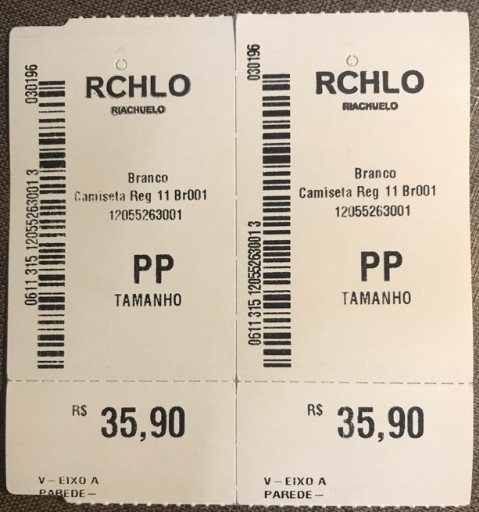 030196
RCHLO
RIACHUELO
Branco
Camiseta Reg 11 Br001
12055263001
0611 315 12055263001 3
PP
TAMANHO
R$ 35,90
V - EIXO A
PAREDE -
030196
RCHLO
RIACHUELO
Branco
Camiseta Reg 11 Br001
12055263001
0611 315 12055263001 3
PP
TAMANHO
R$ 35,90
V - EIXO A
PAREDE -